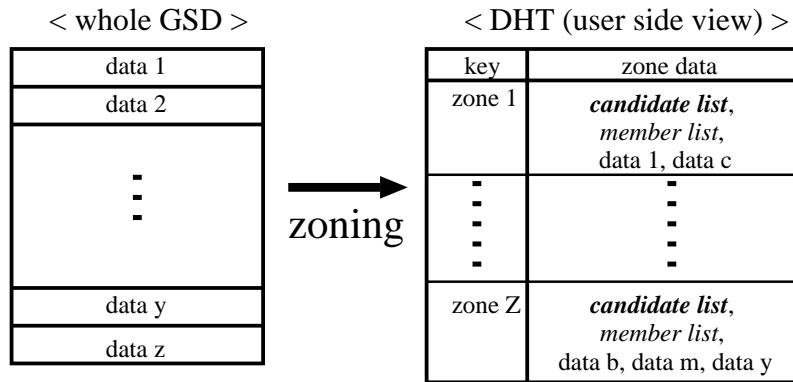 < whole GSD >
data 1
data 2
data y
data z
zoning
< DHT (user side view) >
key zone data
zone 1 candidate list,
member list,
data 1, data c
zone Z candidate list,
member list,
data b, data m, data y